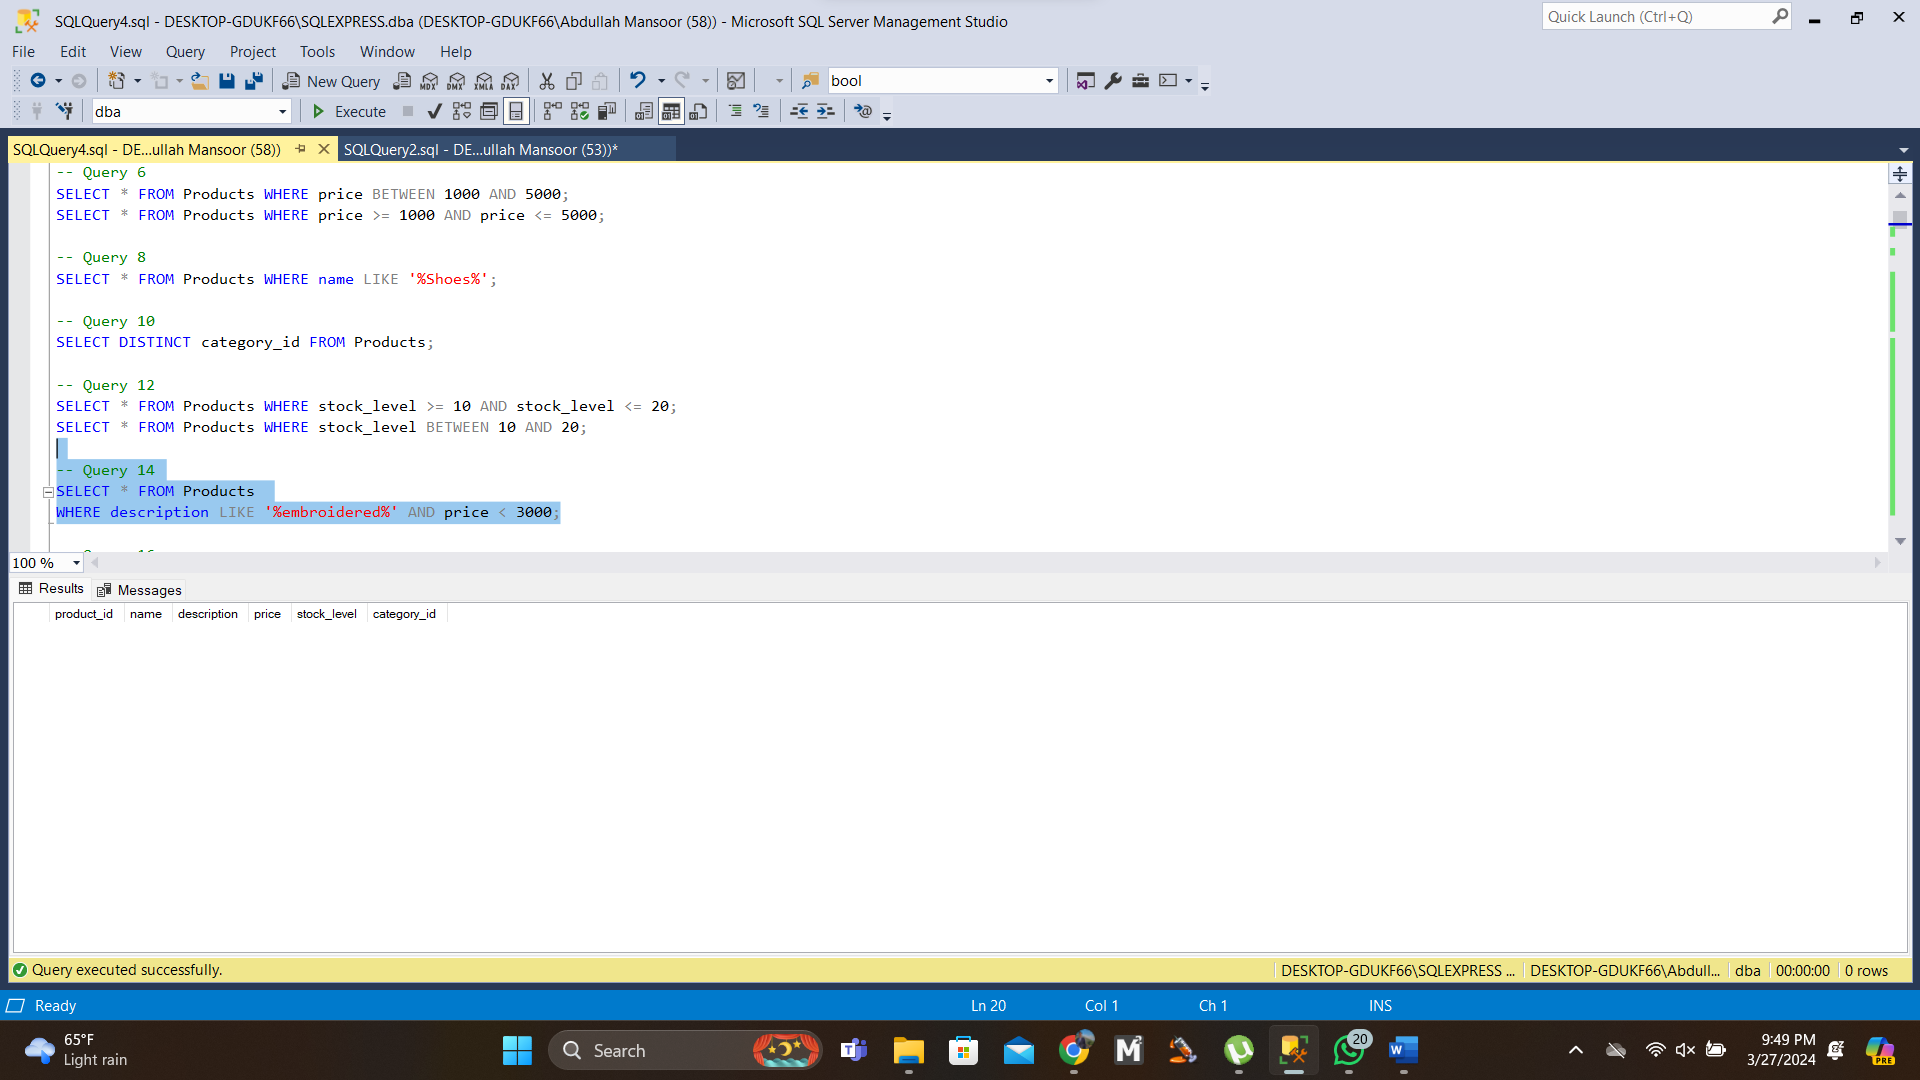 SQLQuery4.sql - DESKTOP-GDUKF66\SQLEXPRESS.dba (DESKTOP-GDUKF66\Abdullah Mansoor (58)) - Microsoft SQL Server Management Studio
Quick Launch (Ctrl+Q)
File Edit View Query Project Tools Window Help
New Query MDX DMX XMLA DAX bool
dba Execute
SQLQuery4.sql - DE...ullah Mansoor (58)) SQLQuery2.sql - DE...ullah Mansoor (53))*
-- Query 6
SELECT * FROM Products WHERE price BETWEEN 1000 AND 5000;
SELECT * FROM Products WHERE price >= 1000 AND price <= 5000;
-- Query 8
SELECT * FROM Products WHERE name LIKE '%Shoes%';
-- Query 10
SELECT DISTINCT category_id FROM Products;
-- Query 12
SELECT * FROM Products WHERE stock_level >= 10 AND stock_level <= 20;
SELECT * FROM Products WHERE stock_level BETWEEN 10 AND 20;
-- Query 14
SELECT * FROM Products
WHERE description LIKE '%embroidered%' AND price < 3000;
100 %
Results Messages
product_id name description price stock_level category_id
Query executed successfully. DESKTOP-GDUKF66\SQLEXPRESS ... DESKTOP-GDUKF66\Abdull... dba 00:00:00 0 rows
Ready Ln 20 Col 1 Ch 1 INS
65°F
Light rain
Search
20
9:49 PM
3/27/2024
PRE